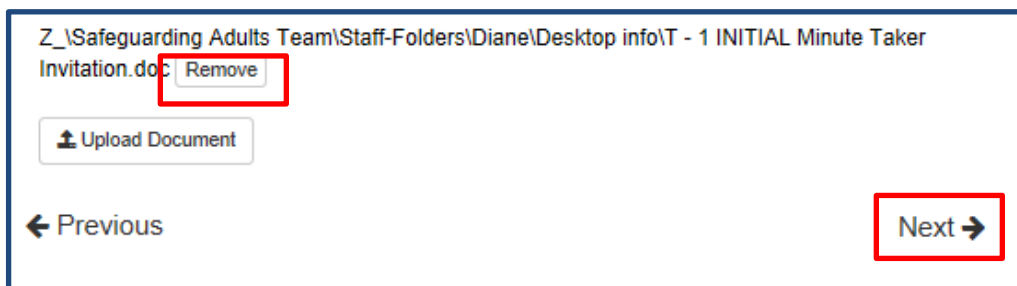 Z_\Safeguarding Adults Team\Staff-Folders\Diane\Desktop info\T - 1 INITIAL Minute Taker
Invitation.doc Remove
Upload Document
Previous
Next